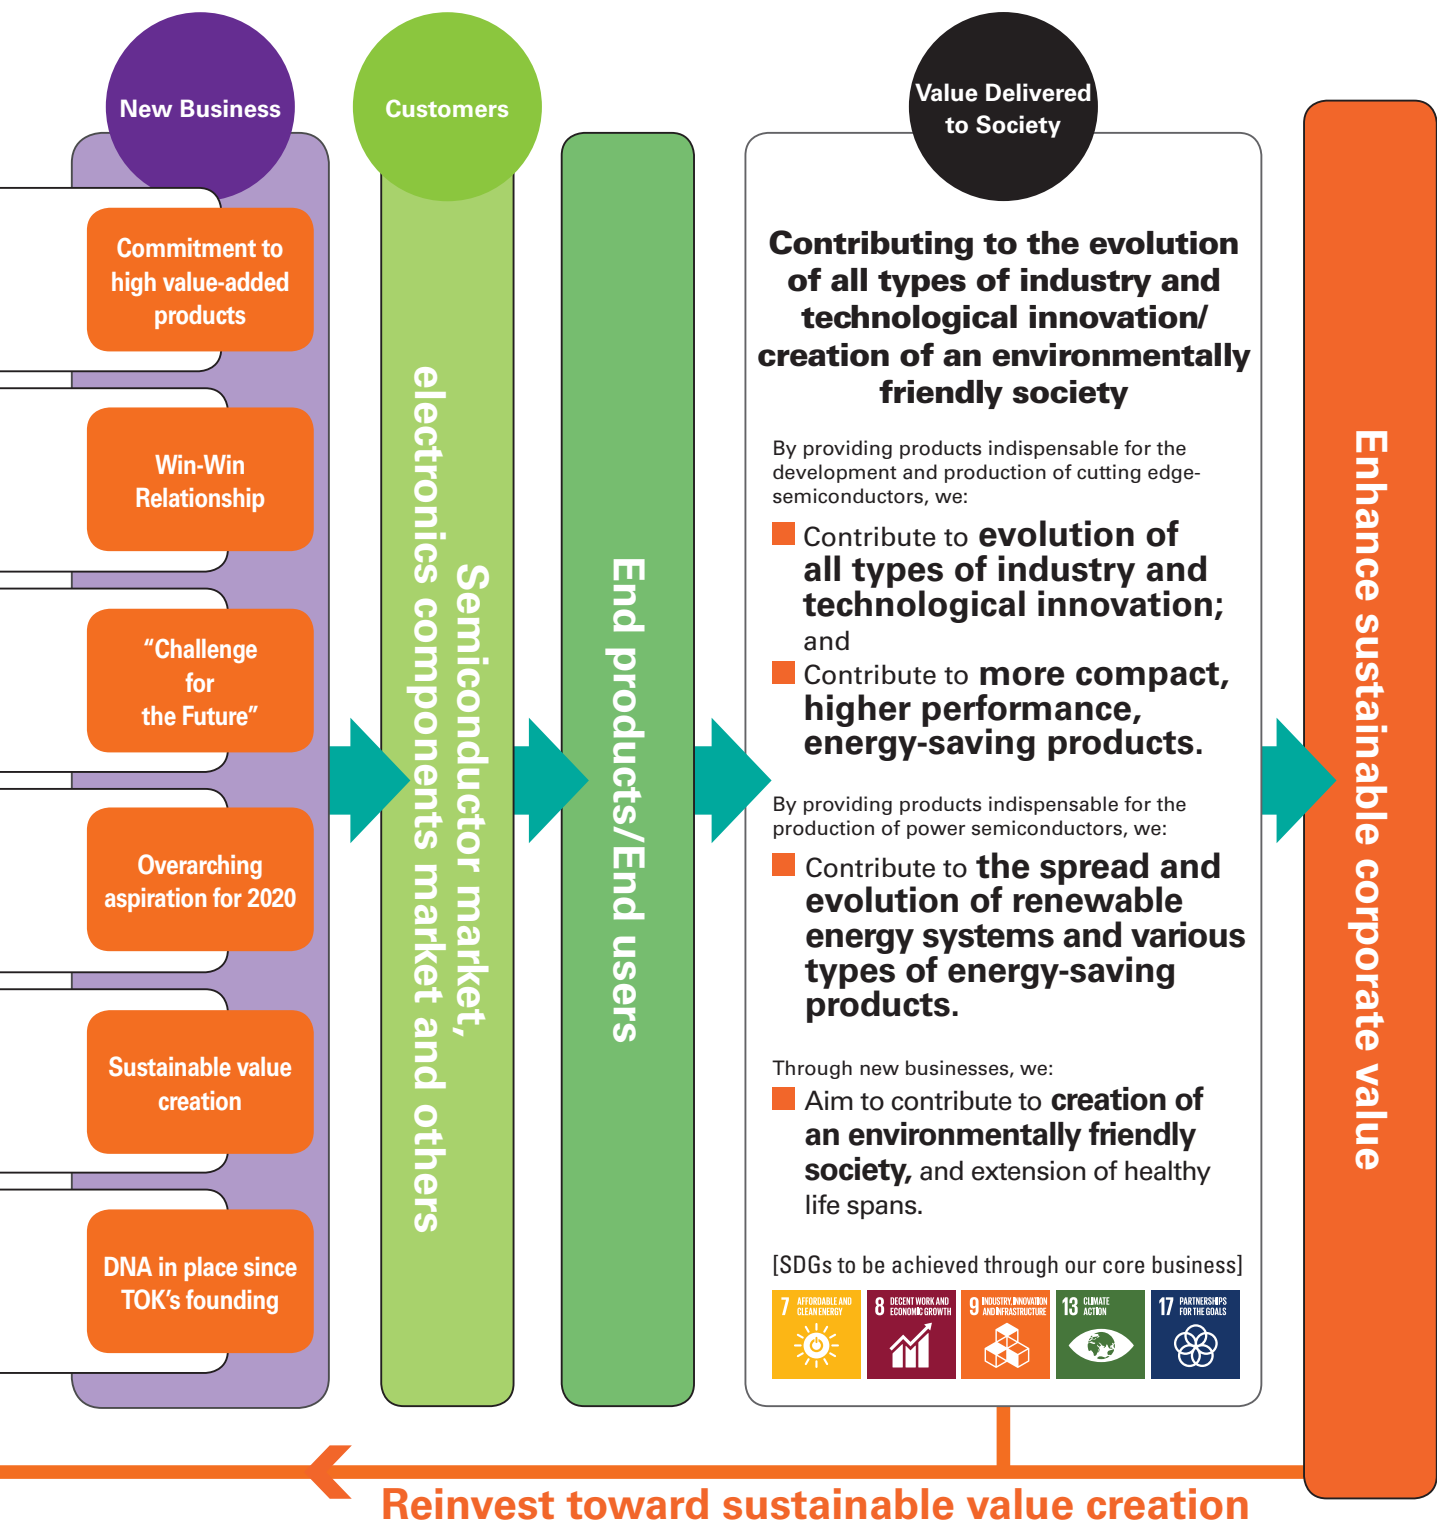 New Business
Commitment to
high value-added
products
Win-Win
Relationship
“Challenge
for
the Future”
Overarching
aspiration for 2020
Sustainable value
creation
DNA in place since
TOK’s founding
Customers
Semiconductor market,
electronics components market and others
End products/End users
Value Delivered
to Society
Contributing to the evolution
of all types of industry and
technological innovation/
creation of an environmentally
friendly society
By providing products indispensable for the
development and production of cutting edge-
semiconductors, we:
Contribute to evolution of
all types of industry and
technological innovation;
and
Contribute to more compact,
higher performance,
energy-saving products.
By providing products indispensable for the
production of power semiconductors, we:
Contribute to the spread and
evolution of renewable
energy systems and various
types of energy-saving
products.
Through new businesses, we:
Aim to contribute to creation of
an environmentally friendly
society, and extension of healthy
life spans.
[SDGs to be achieved through our core business]
7 AFFORDABLE AND
CLEAN ENERGY
8 DECENT WORK AND
ECONOMIC GROWTH
9 INDUSTRY, INNOVATION
AND INFRASTRUCTURE
13 CLIMATE
ACTION
17 PARTNERSHIPS
FOR THE GOALS
Enhance sustainable corporate value
Reinvest toward sustainable value creation